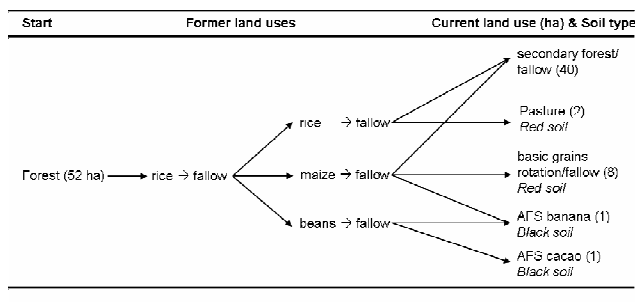 Start Former land uses Current land use (ha) & Soil type
secondary forest/
fallow (40)
rice → fallow
Pasture (2)
Red soil
basic grains
Forest (52 ha) rice → fallow maize → fallow rotation/fallow (8)
Red soil
beans → fallow AFS banana (1)
Black soil
AFS cacao (1)
Black soil